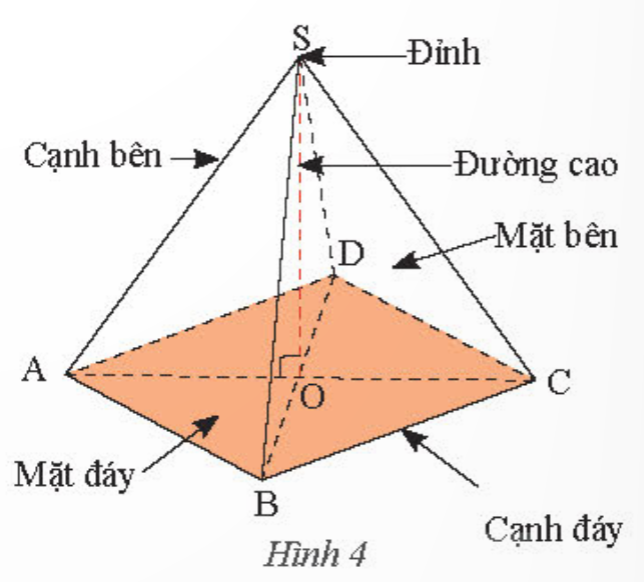 S
Đỉnh
Cạnh bên
Đường cao
Mặt bên
D
A
O
C
Mặt đáy
B
Cạnh đáy
Hình 4